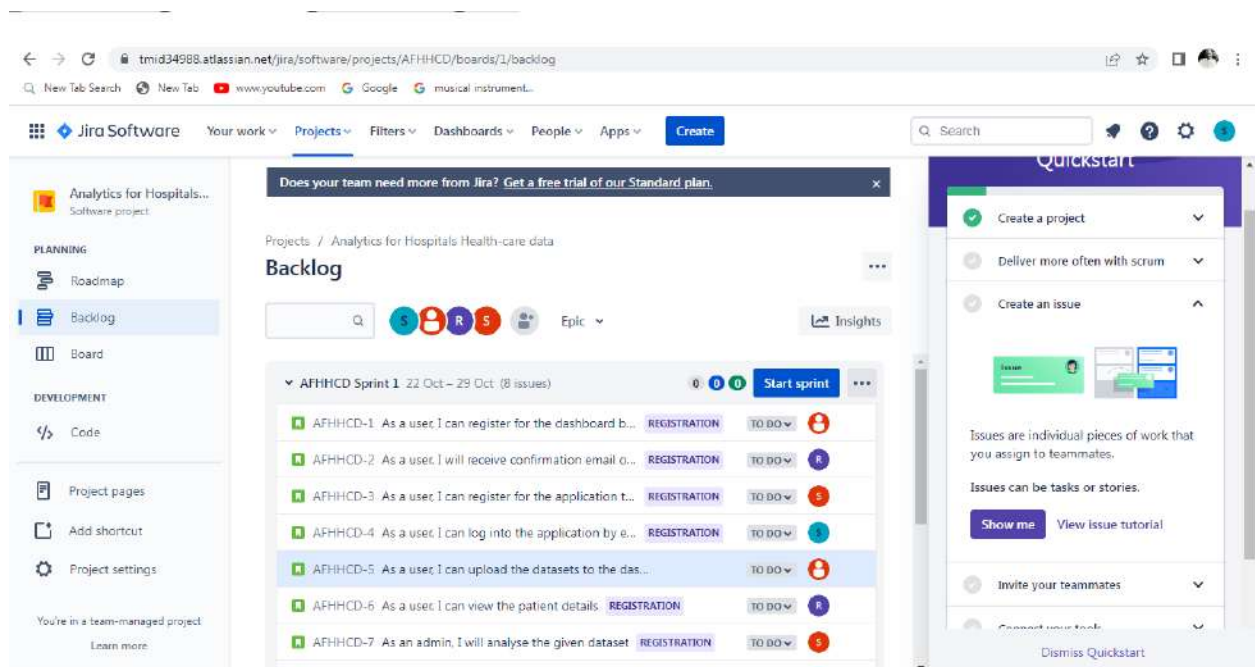 tmid34988.atlassian.net/jira/software/projects/AFHHCD/boards/1/backlog
New Tab Search New Tab www.youtube.com Google musical instrument...
Jira Software Your work Projects Filters Dashboards People Apps Create Search
Quickstart
Analytics for Hospitals...
Software project
PLANNING
Roadmap
Backlog
Board
DEVELOPMENT
Code
Project pages
Add shortcut
Project settings
You're in a team-managed project
Learn more
Does your team need more from Jira? Get a free trial of our Standard plan.
Projects / Analytics for Hospitals Health-care data
Backlog
S R S Epic Insights
AFHHCD Sprint 1 22 Oct – 29 Oct (8 issues) 0 0 0 Start sprint
AFHHCD-1 As a user, I can register for the dashboard b... REGISTRATION TO DO
AFHHCD-2 As a user, I will receive confirmation email o... REGISTRATION TO DO R
AFHHCD-3 As a user, I can register for the application t... REGISTRATION TO DO S
AFHHCD-4 As a user, I can log into the application by e... REGISTRATION TO DO S
AFHHCD-5 As a user, I can upload the datasets to the das... TO DO
AFHHCD-6 As a user, I can view the patient details REGISTRATION TO DO R
AFHHCD-7 As an admin, I will analyse the given dataset REGISTRATION TO DO S
Create a project
Deliver more often with scrum
Create an issue
Issue
Issues are individual pieces of work that
you assign to teammates.
Issues can be tasks or stories.
Show me View issue tutorial
Invite your teammates
Connect your tools
Dismiss Quickstart